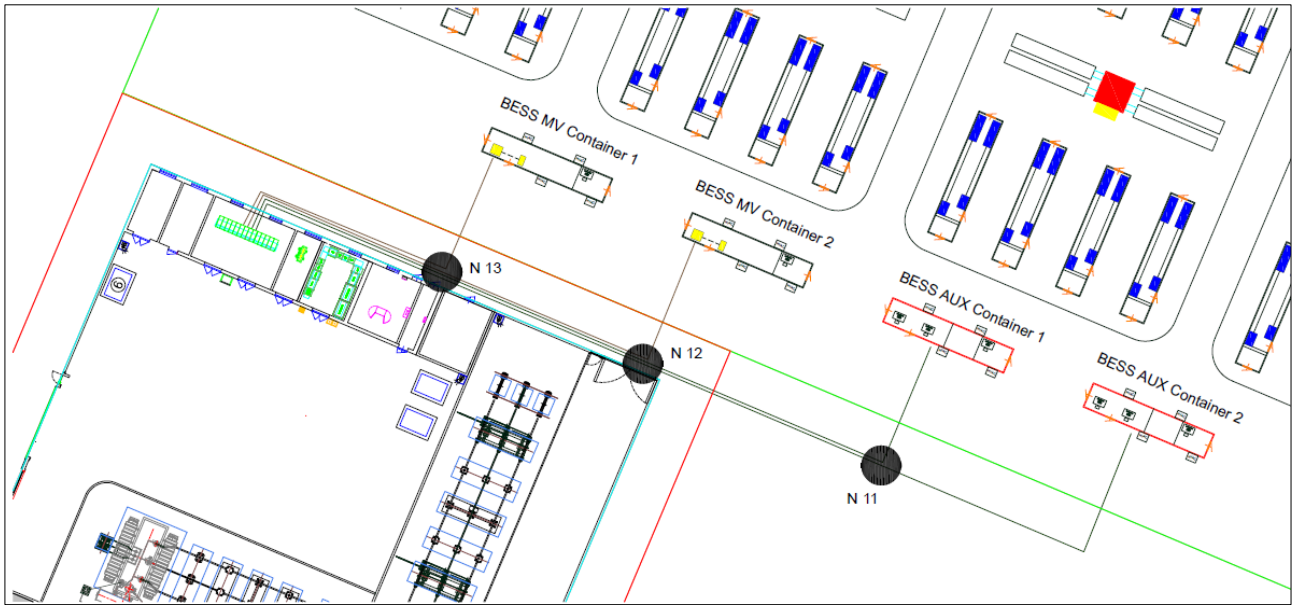 BESS MV Container 1
BESS MV Container 2
N 13
BESS AUX Container 1
N 12
BESS AUX Container 2
N 11